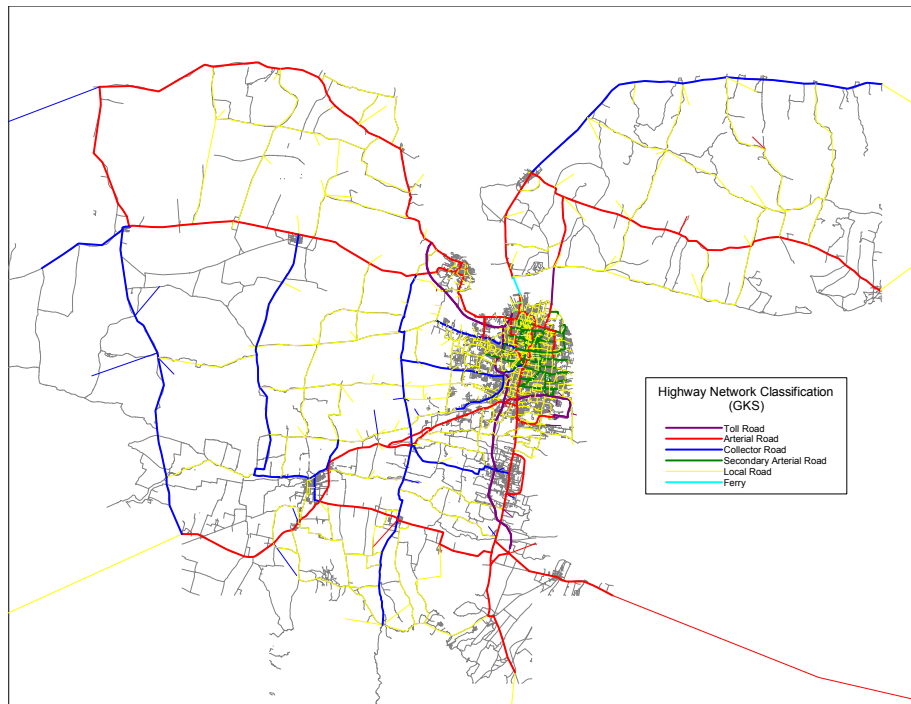 Highway Network Classification
(GKS)
Toll Road
Arterial Road
Collector Road
Secondary Arterial Road
Local Road
Ferry